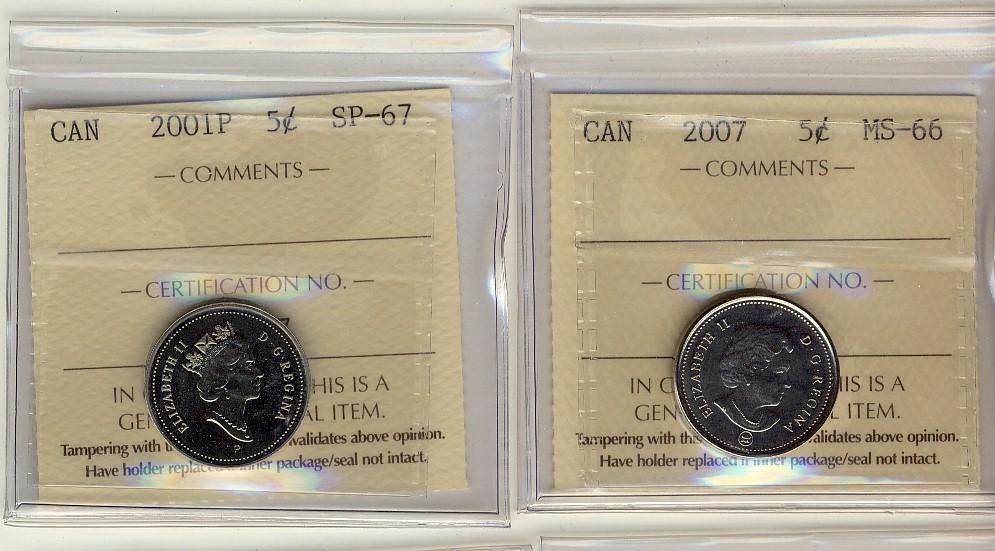 CAN 2001P 5¢ SP-67
— COMMENTS —
— CERTIFICATION NO. —
ELIZABETH II D·G·REGINA
P
IN HIS IS A
GEN L ITEM.
Tampering with t validates above opinion.
Have holder replaced if inner package/seal not intact.
CAN 2007 5¢ MS-66
— COMMENTS —
— CERTIFICATION NO. —
ELIZABETH II D·G·REGINA
IN HIS IS A
GEN AL ITEM.
Tampering with th alidates above opinion.
Have holder replaced if inner package/seal not intact.